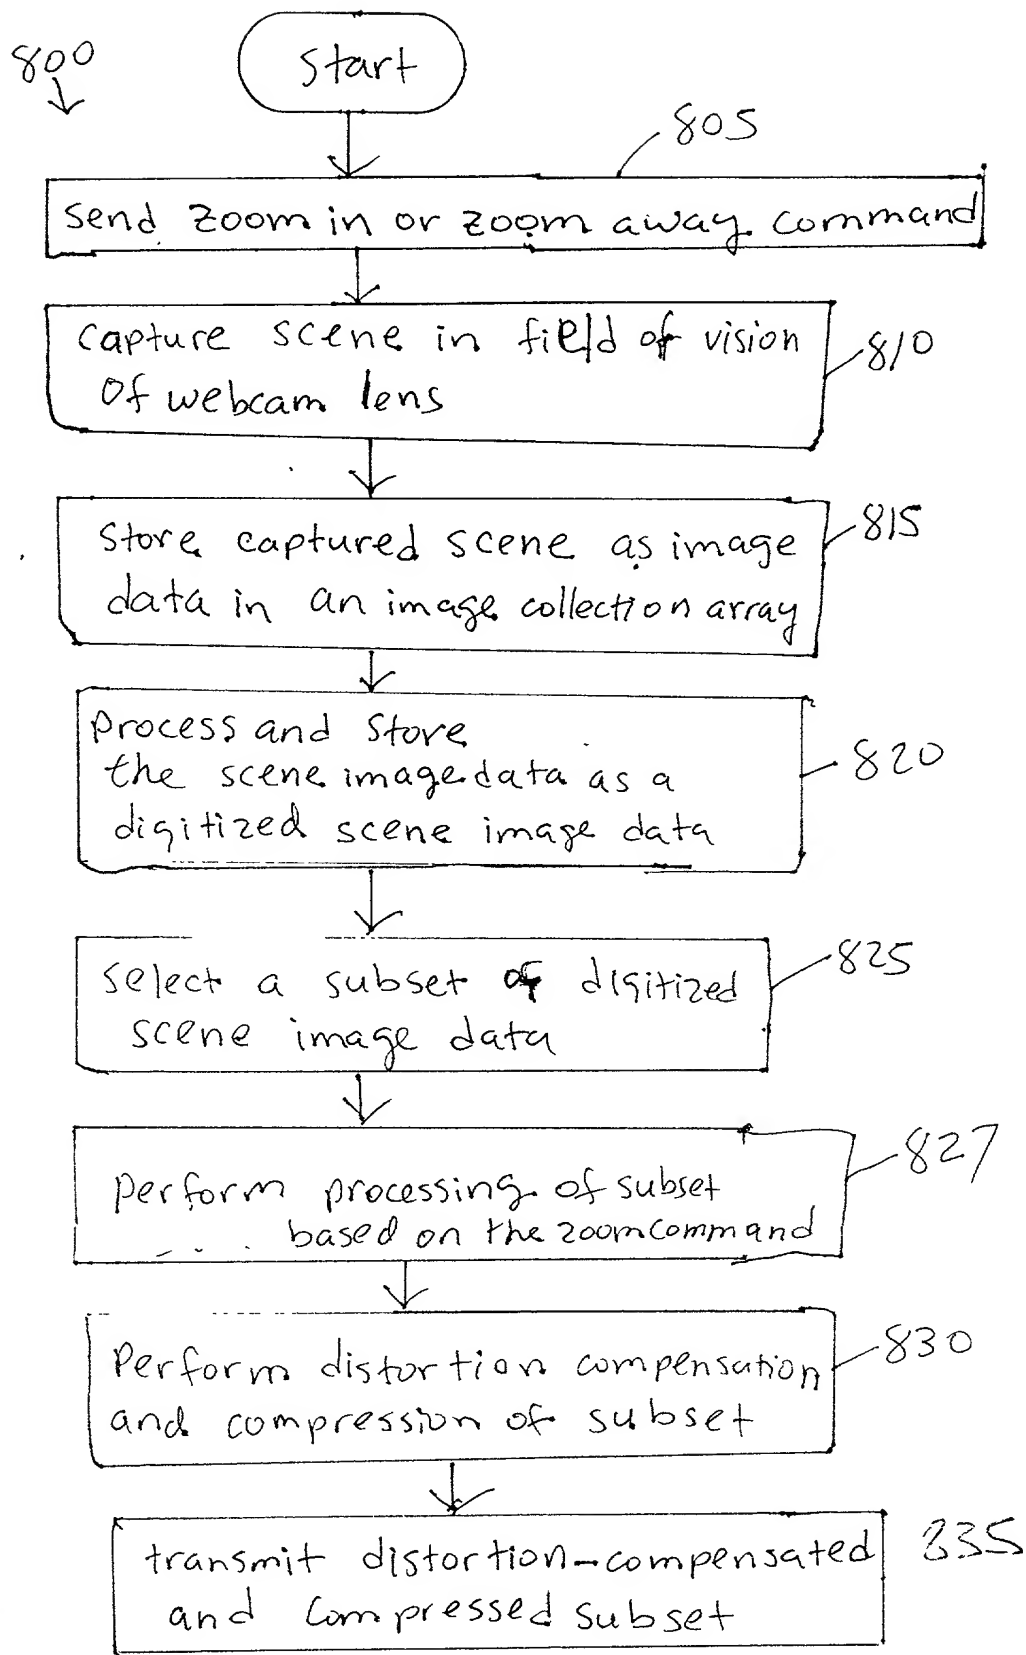 800
Start
805
Send Zoom in or zoom away command
Capture scene in field of vision
of webcam lens
810
Store captured scene as image
data in an image collection array
815
Process and store
the scene image data as a
digitized scene image data
820
select a subset of digitized
scene image data
825
perform processing of subset
based on the zoom command
827
Perform distortion compensation
and compression of subset
830
transmit distortion-compensated
and compressed subset
835